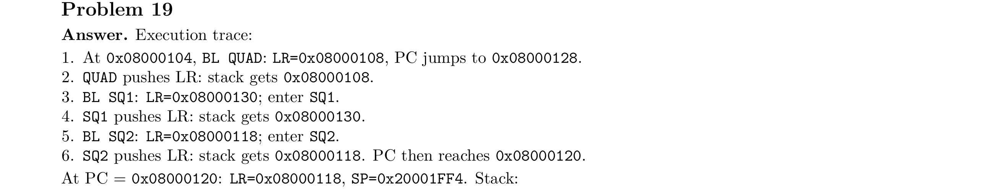 Problem 19
Answer. Execution trace:
1. At 0x08000104, BL QUAD: LR=0x08000108, PC jumps to 0x08000128.
2. QUAD pushes LR: stack gets 0x08000108.
3. BL SQ1: LR=0x08000130; enter SQ1.
4. SQ1 pushes LR: stack gets 0x08000130.
5. BL SQ2: LR=0x08000118; enter SQ2.
6. SQ2 pushes LR: stack gets 0x08000118. PC then reaches 0x08000120.
At PC = 0x08000120: LR=0x08000118, SP=0x20001FF4. Stack: